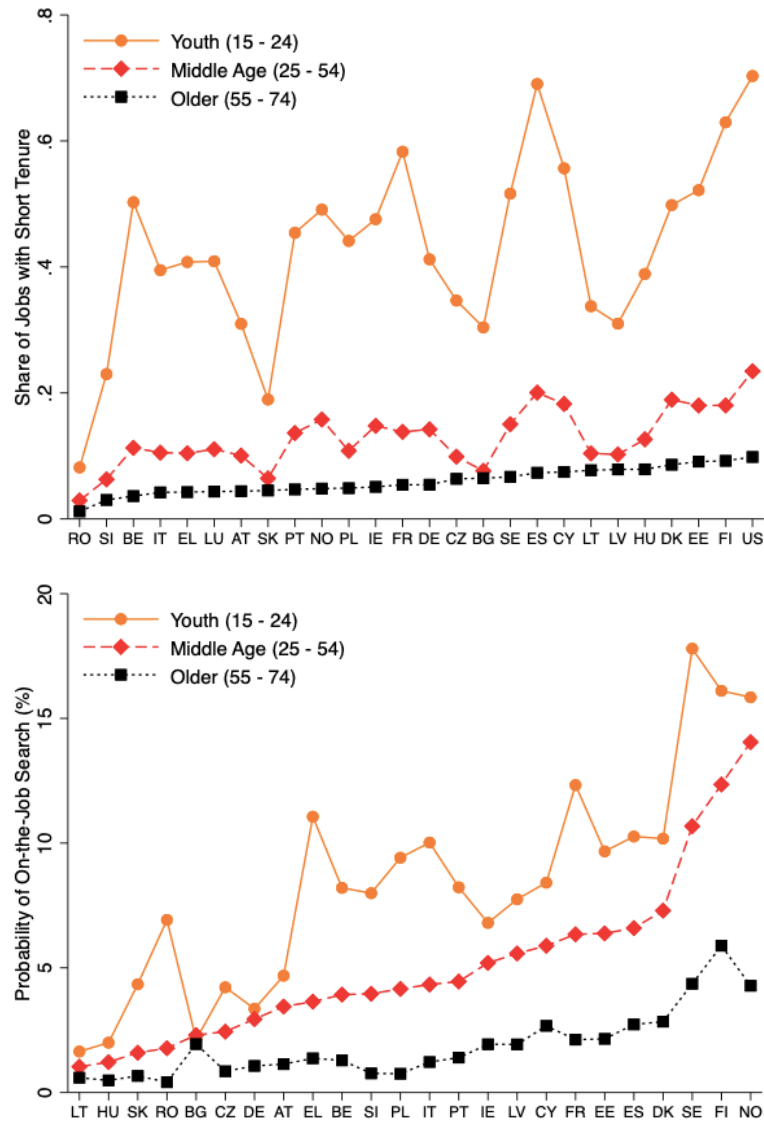 .8
Youth (15 - 24)
Middle Age (25 - 54)
Older (55 - 74)
.6
.4
.2
0
Share of Jobs with Short Tenure
RO SI BE IT EL LU AT SK PT NO PL IE FR DE CZ BG SE ES CY LT LV HU DK EE FI US
20
Youth (15 - 24)
Middle Age (25 - 54)
Older (55 - 74)
15
10
5
0
Probability of On-the-Job Search (%)
LT HU SK RO BG CZ DE AT EL BE SI PL IT PT IE LV CY FR EE ES DK SE FI NO